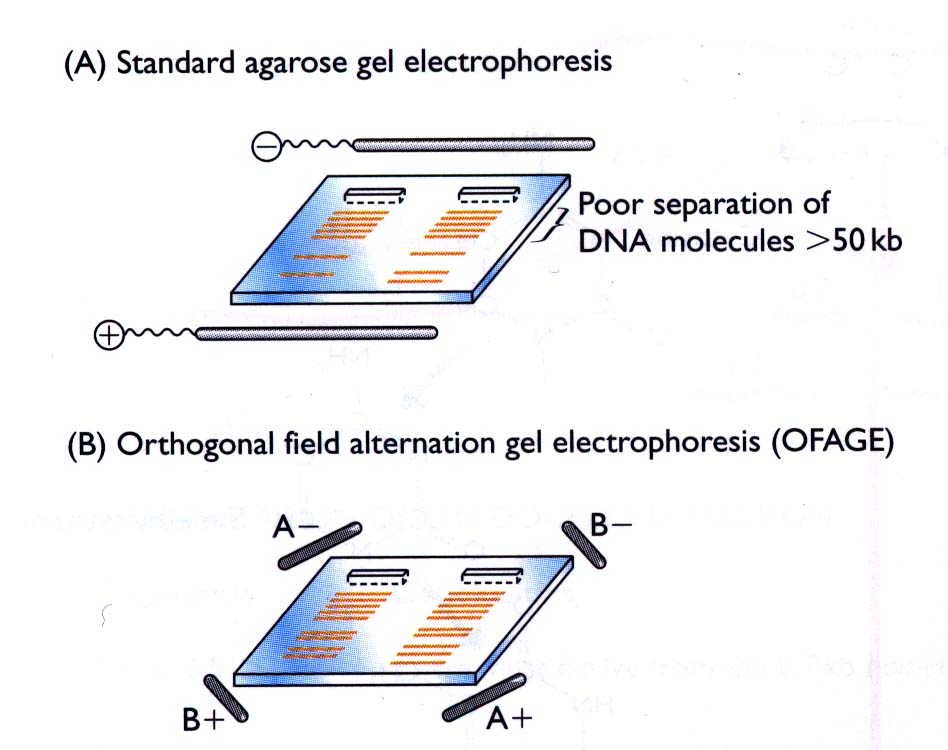 (A) Standard agarose gel electrophoresis
−
Poor separation of
DNA molecules >50 kb
+
(B) Orthogonal field alternation gel electrophoresis (OFAGE)
A−
B−
B+
A+